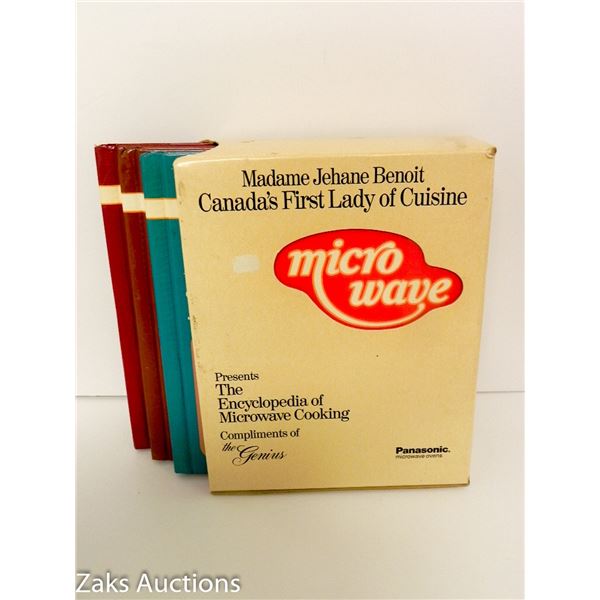 Madame Jehane Benoit
Canada's First Lady of Cuisine
micro
wave
Presents
The
Encyclopedia of
Microwave Cooking
Compliments of
the Genius
Panasonic.
microwave ovens
Zaks Auctions